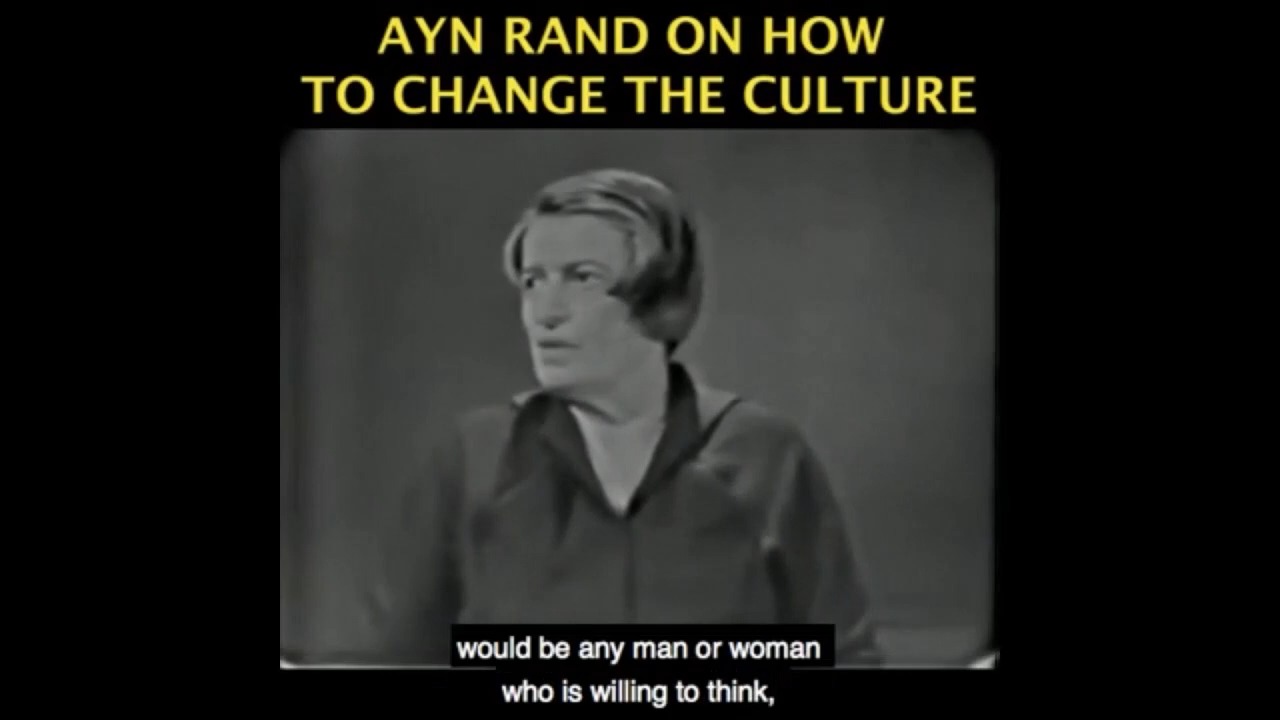 AYN RAND ON HOW
TO CHANGE THE CULTURE
would be any man or woman
who is willing to think,